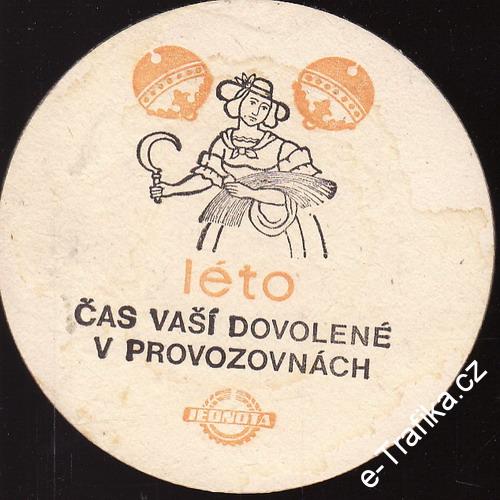 léto
ČAS VAŠÍ DOVOLENÉ
V PROVOZOVNÁCH
JEDNOTA
e-Trafika.cz